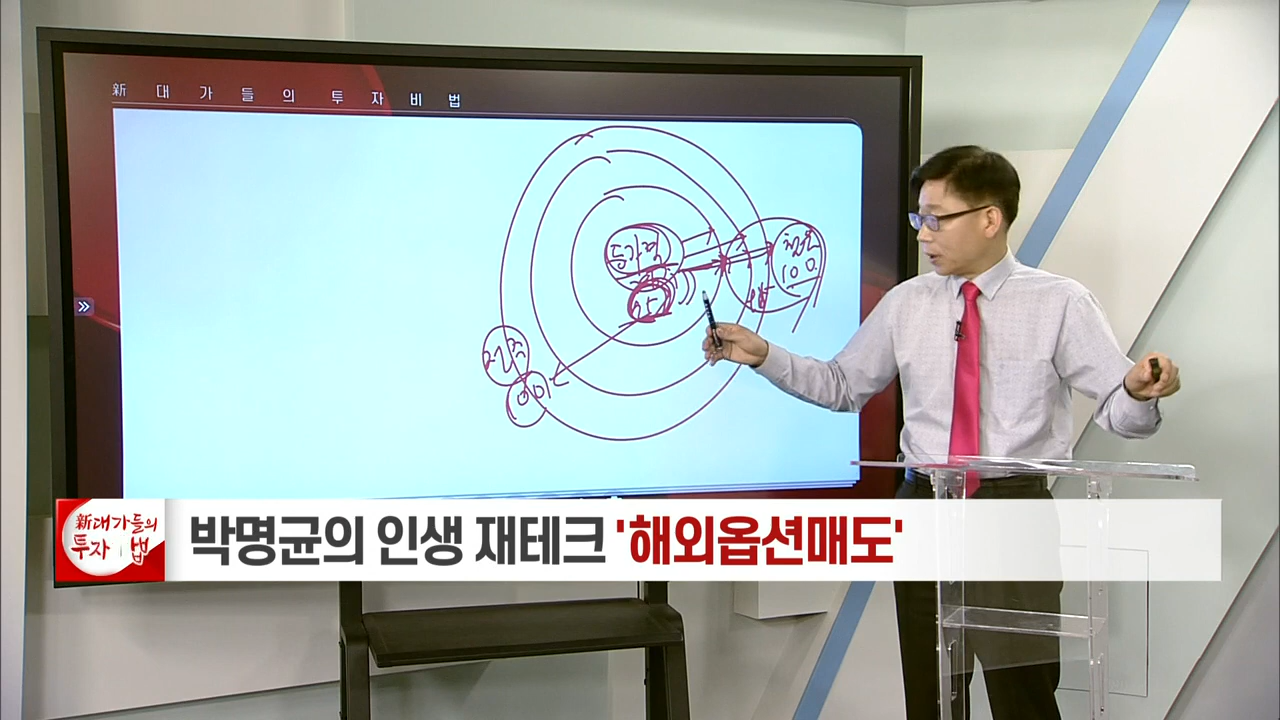 新 대 가 들 의 투 자 비 법
등가격
100
新대가들의
투자비법
박명균의 인생 재테크 '해외옵션매도'